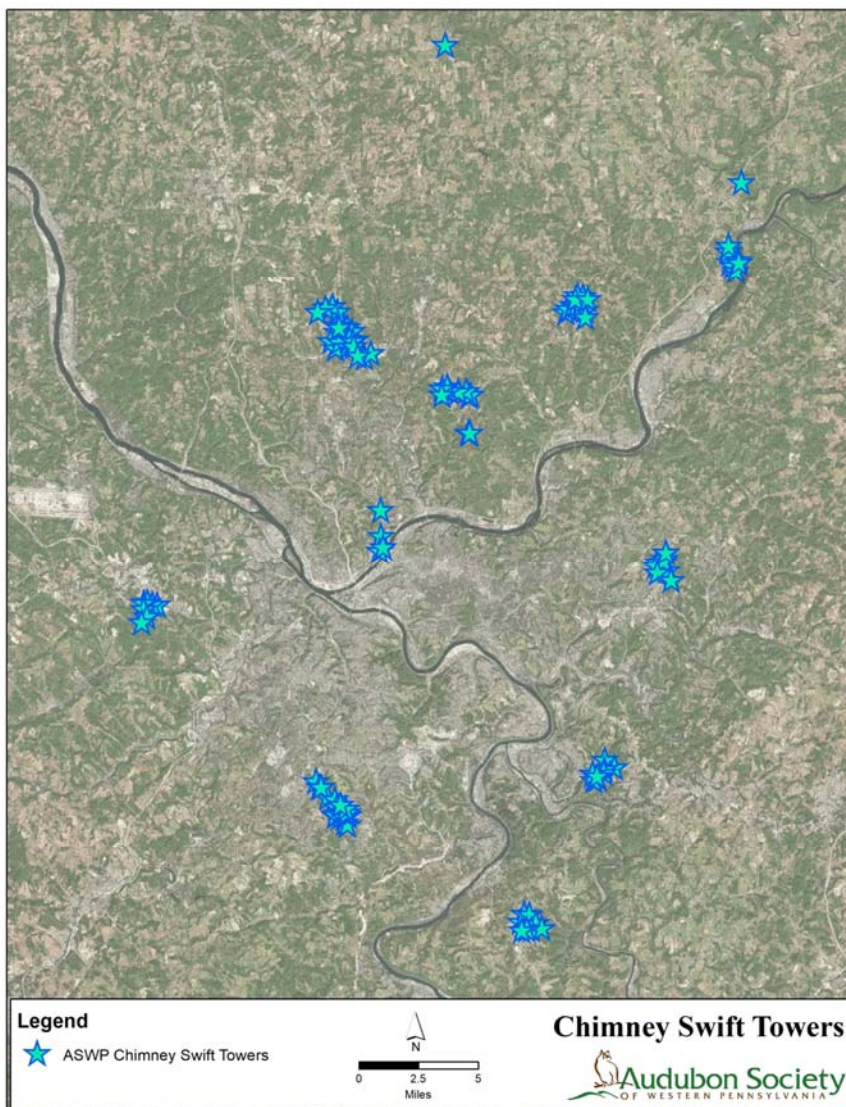 Legend
ASWP Chimney Swift Towers
N
0 2.5 5
Miles
Chimney Swift Towers
Audubon Society
OF WESTERN PENNSYLVANIA